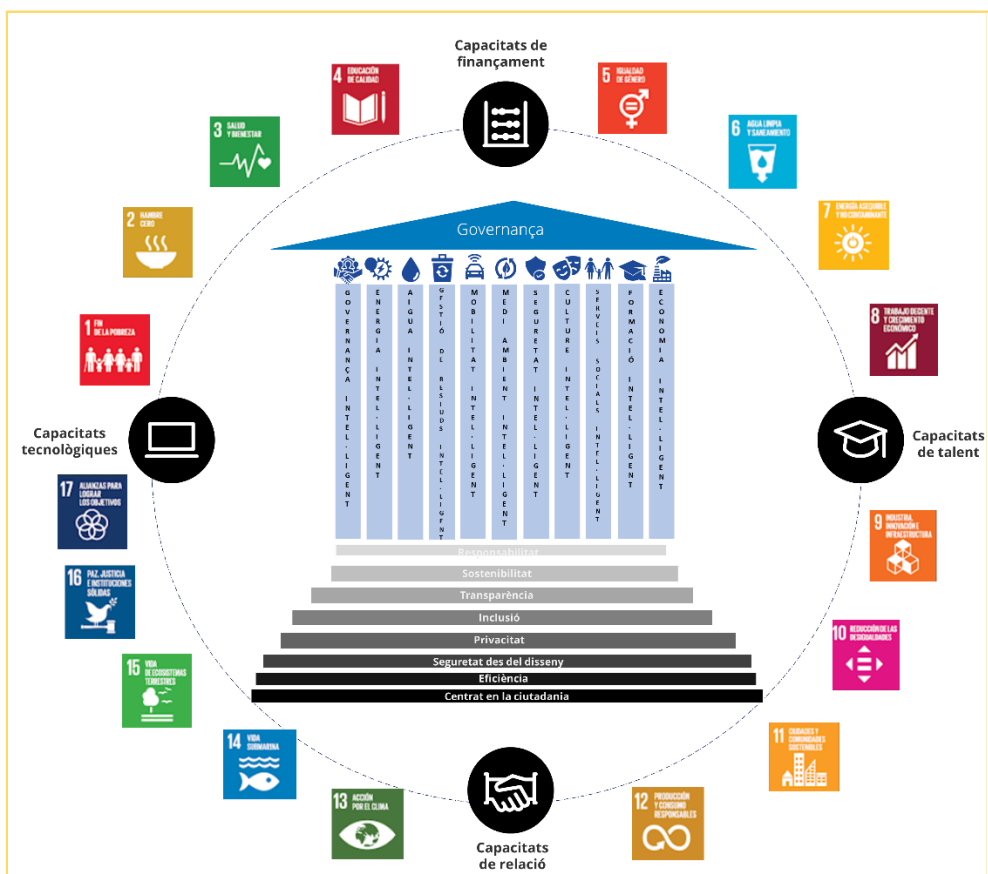 Capacitats de
finançament
4 EDUCACIÓN
DE CALIDAD
5 IGUALDAD
DE GÉNERO
3 SALUD
Y BIENESTAR
6 AGUA LIMPIA
Y SANEAMIENTO
2 HAMBRE
CERO
7 ENERGÍA ASEQUIBLE
Y NO CONTAMINANTE
1 FIN
DE LA POBREZA
8 TRABAJO DECENTE
Y CRECIMIENTO
ECONÓMICO
Governança
GOVERNANÇA INTEL·LIGENT
ENERGIA INTEL·LIGENT
AIGUA INTEL·LIGENT
GESTIÓ DE RESIDUS INTEL·LIGENT
MOBILITAT INTEL·LIGENT
MEDI AMBIENT INTEL·LIGENT
SEGURETAT INTEL·LIGENT
CULTURE INTEL·LIGENT
SERVEIS SOCIALS INTEL·LIGENT
FORMACIÓ INTEL·LIGENT
ECONOMIA INTEL·LIGENT
Capacitats
tecnològiques
Capacitats
de talent
17 ALIANZAS PARA
LOGRAR
LOS OBJETIVOS
9 INDUSTRIA,
INNOVACIÓN E
INFRAESTRUCTURA
Responsabilitat
Sostenibilitat
Transparència
Inclusió
Privacitat
Seguretat des del disseny
Eficiència
Centrat en la ciutadania
16 PAZ, JUSTICIA
E INSTITUCIONES
SÓLIDAS
10 REDUCCIÓN DE LAS
DESIGUALDADES
15 VIDA
DE ECOSISTEMAS
TERRESTRES
11 CIUDADES Y
COMUNIDADES
SOSTENIBLES
14 VIDA
SUBMARINA
13 ACCIÓN
POR EL CLIMA
12 PRODUCCIÓN
Y CONSUMO
RESPONSABLES
Capacitats
de relació